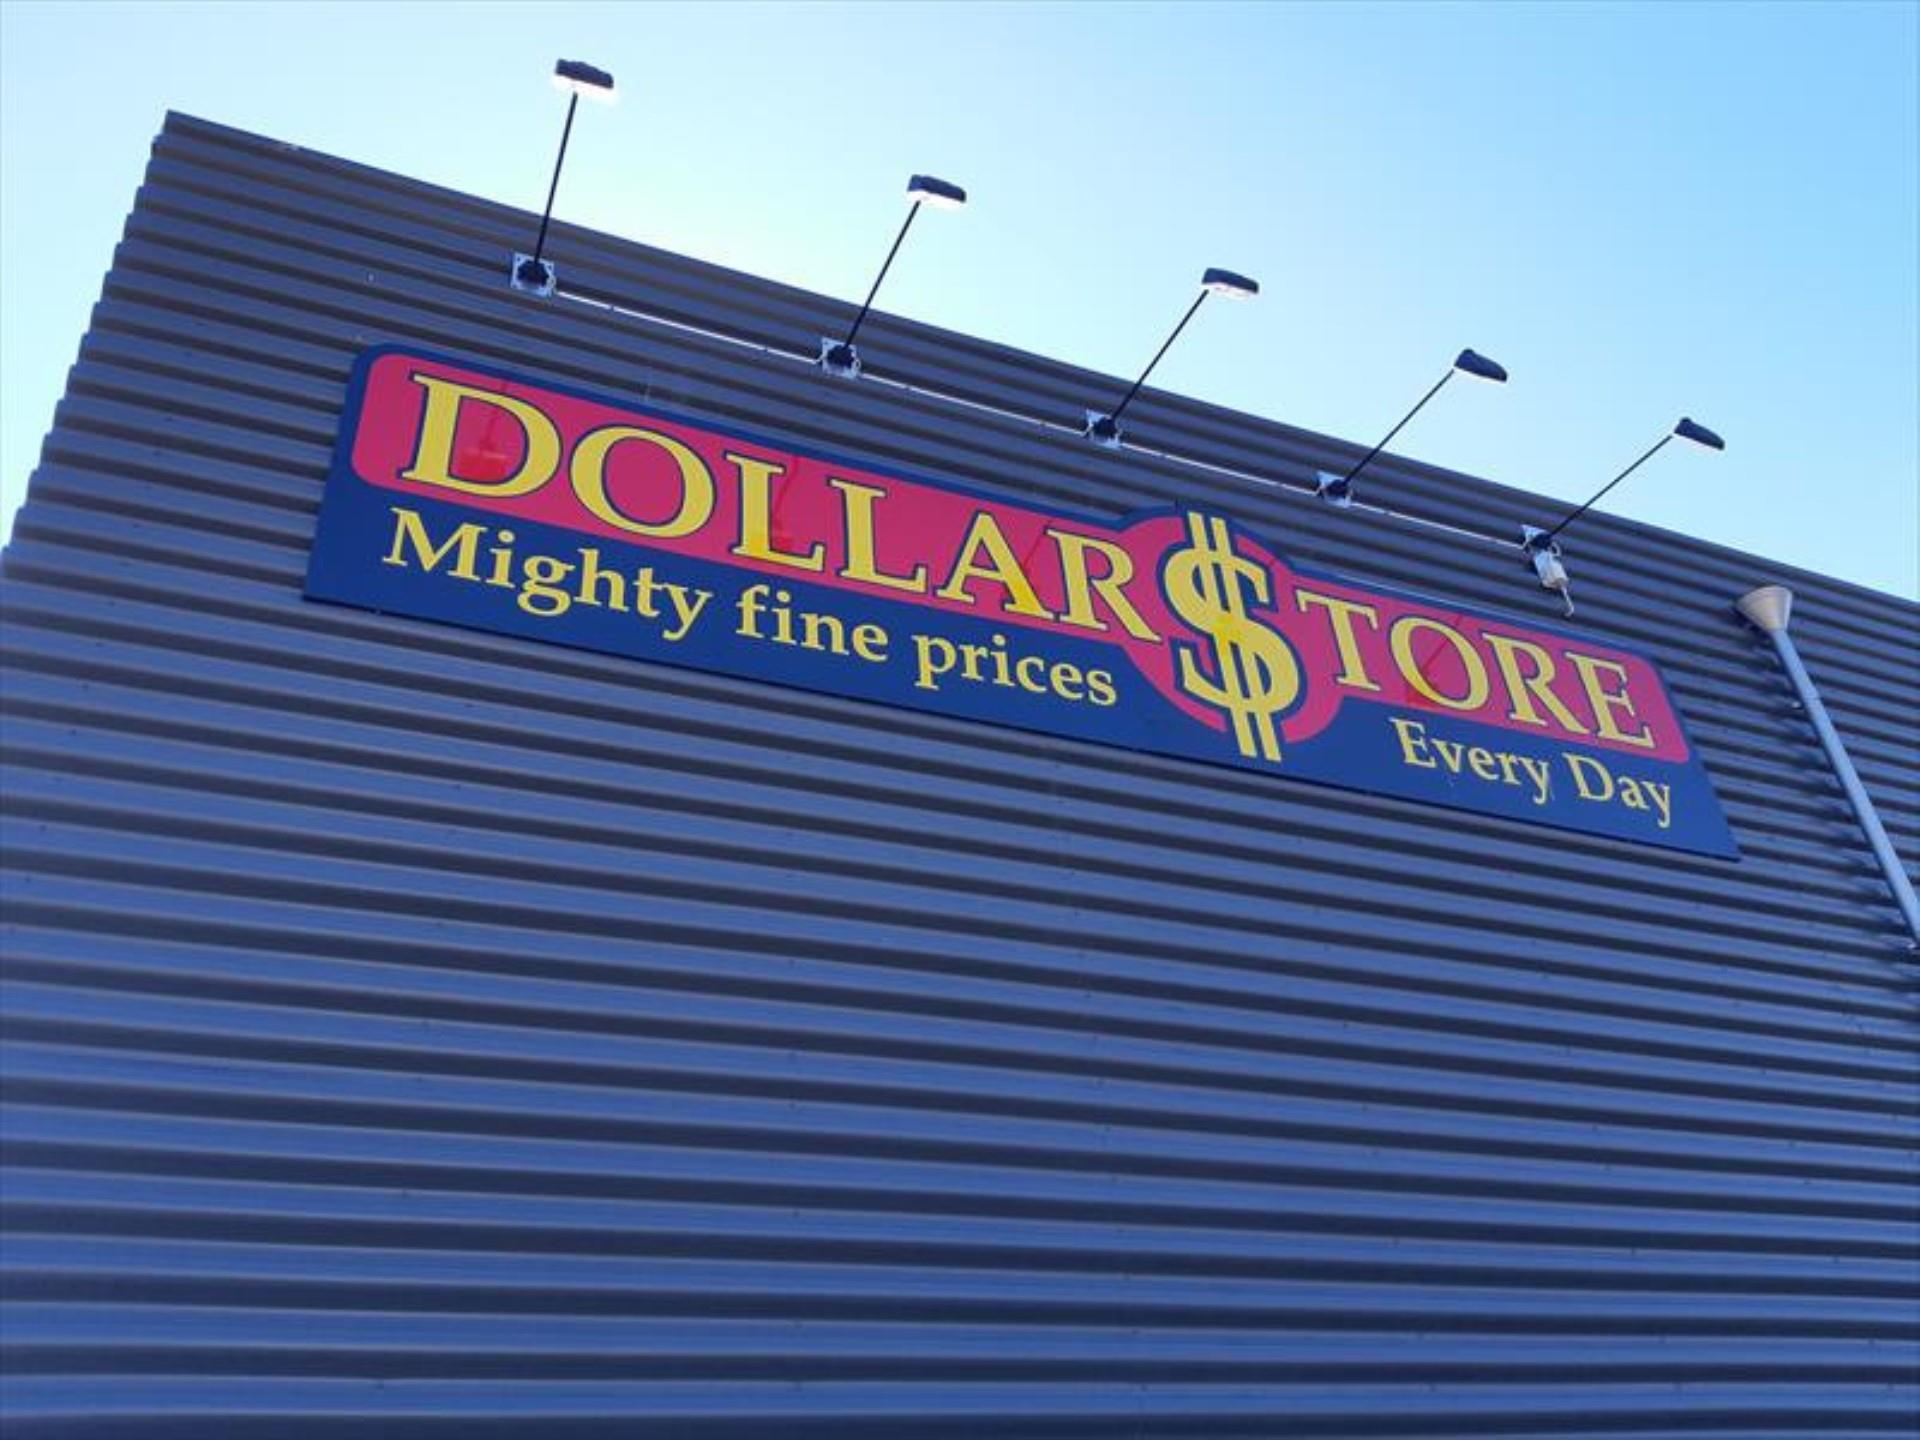 DOLLAR$TORE
Mighty fine prices
Every Day